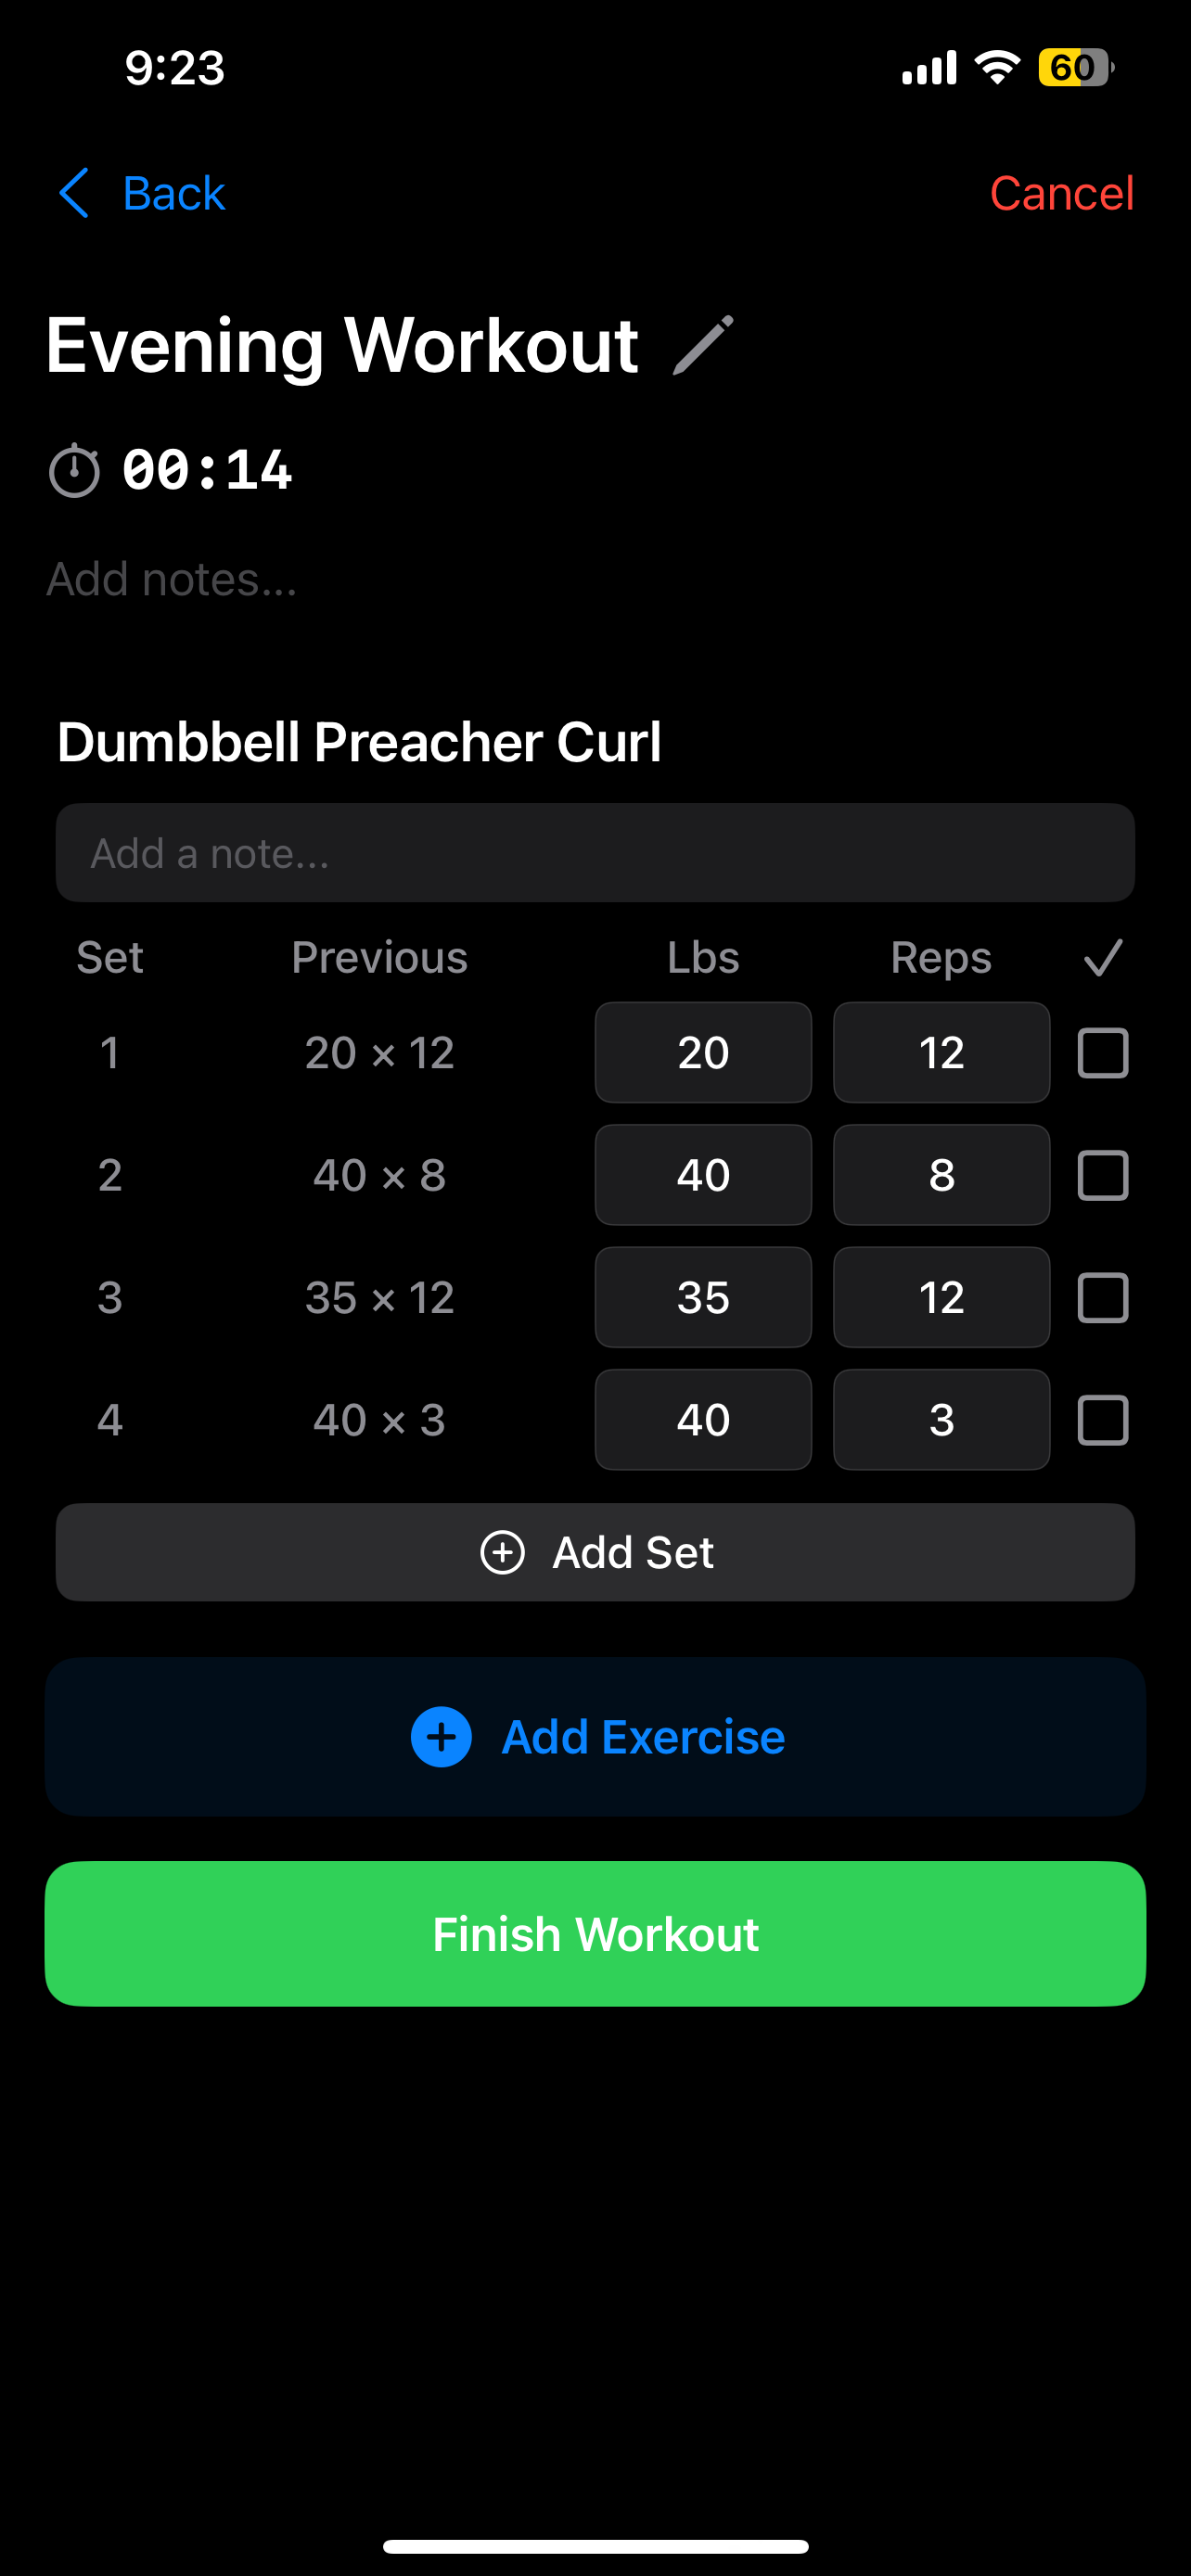 9:23 60
Back Cancel
Evening Workout
00:14
Add notes...
Dumbbell Preacher Curl
Add a note...
Set Previous Lbs Reps ✓
1 20 × 12 20 12
2 40 × 8 40 8
3 35 × 12 35 12
4 40 × 3 40 3
Add Set
Add Exercise
Finish Workout